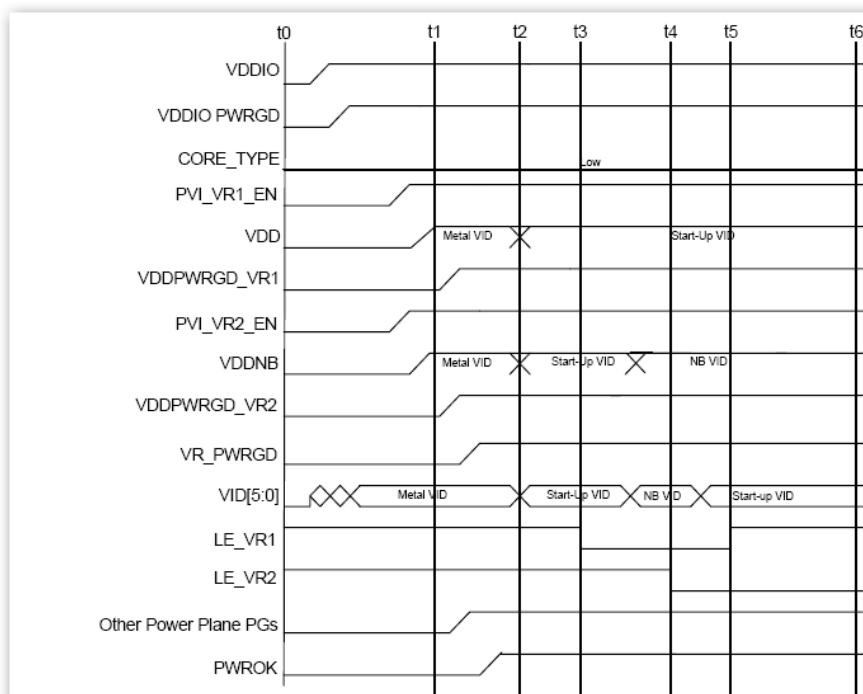 t0 t1 t2 t3 t4 t5 t6
VDDIO
VDDIO PWRGD
CORE_TYPE Low
PVI_VR1_EN
VDD Metal VID Start-Up VID
VDDPWRGD_VR1
PVI_VR2_EN
VDDNB Metal VID Start-Up VID NB VID
VDDPWRGD_VR2
VR_PWRGD
VID[5:0] Metal VID Start-Up VID NB VID Start-up VID
LE_VR1
LE_VR2
Other Power Plane PGs
PWROK